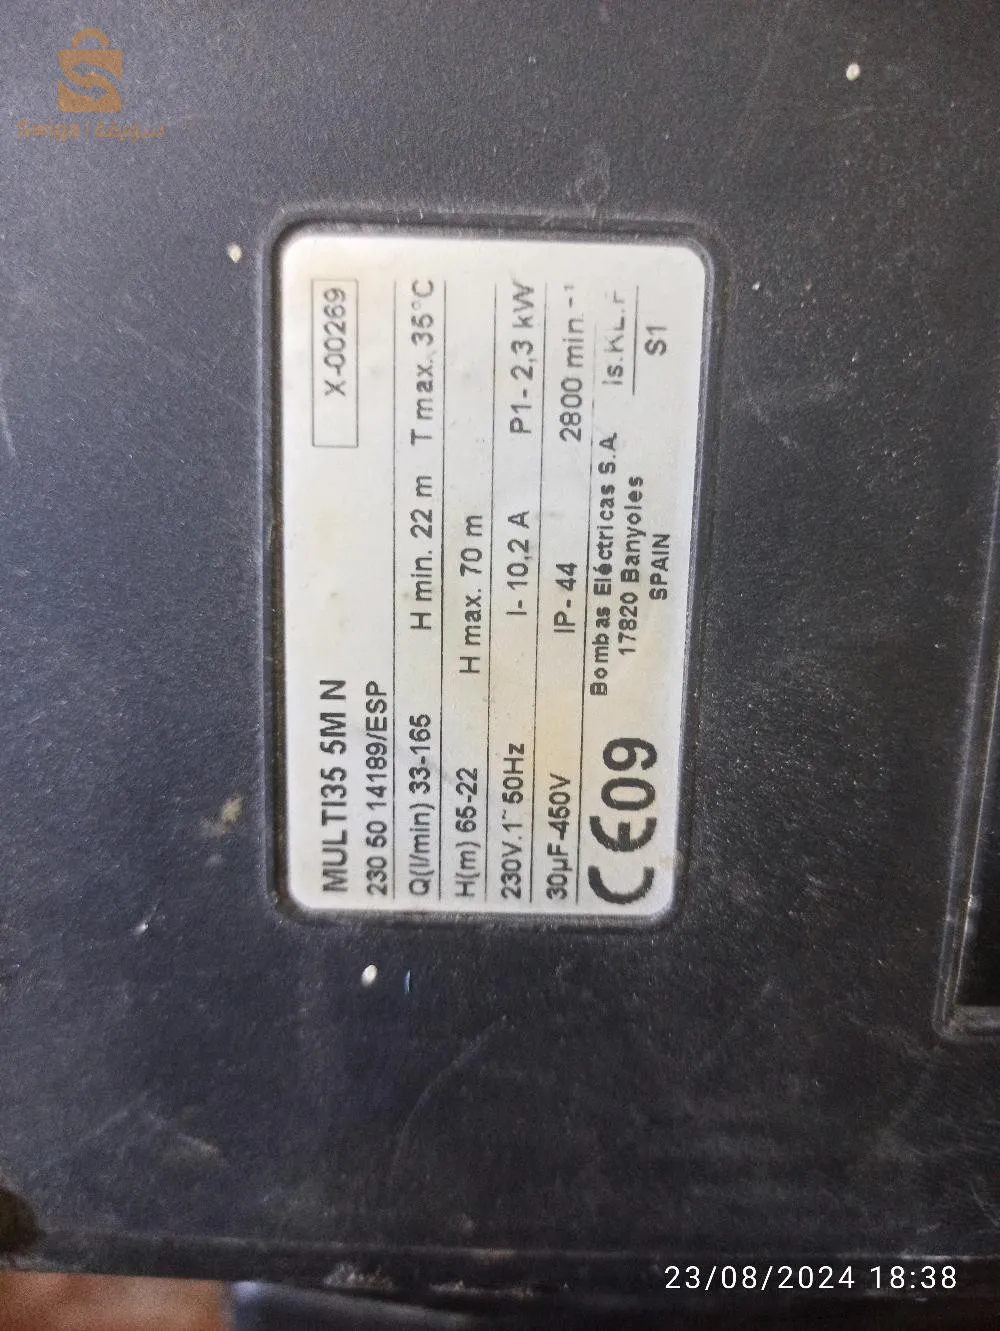 Sooga سويقة
MULTI35 5M N
X-00269
230 50 14189/ESP
Q(l/min) 33-165 H min. 22 m T max. 35°C
H(m) 65-22 H max. 70 m
230V.1~50Hz I- 10,2 A P1- 2,3 kW
30µF-450V IP- 44 2800 min.-¹
CE09
Bombas Eléctricas S.A
17820 Banyoles
SPAIN
is.KL.F
S1
23/08/2024 18:38